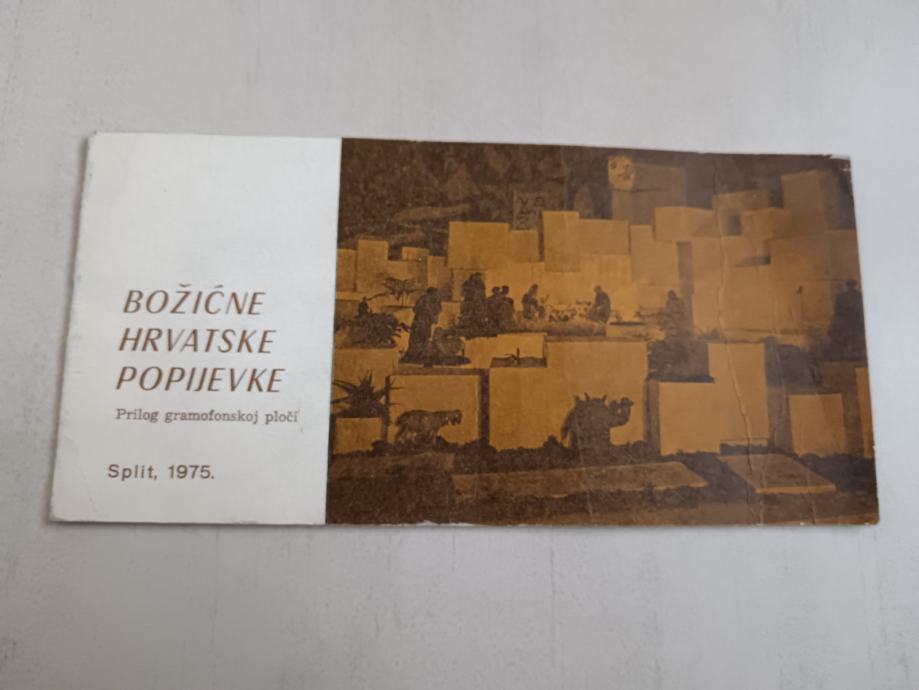 BOŽIĆNE
HRVATSKE
POPIJEVKE
Prilog gramofonskoj ploči
Split, 1975.